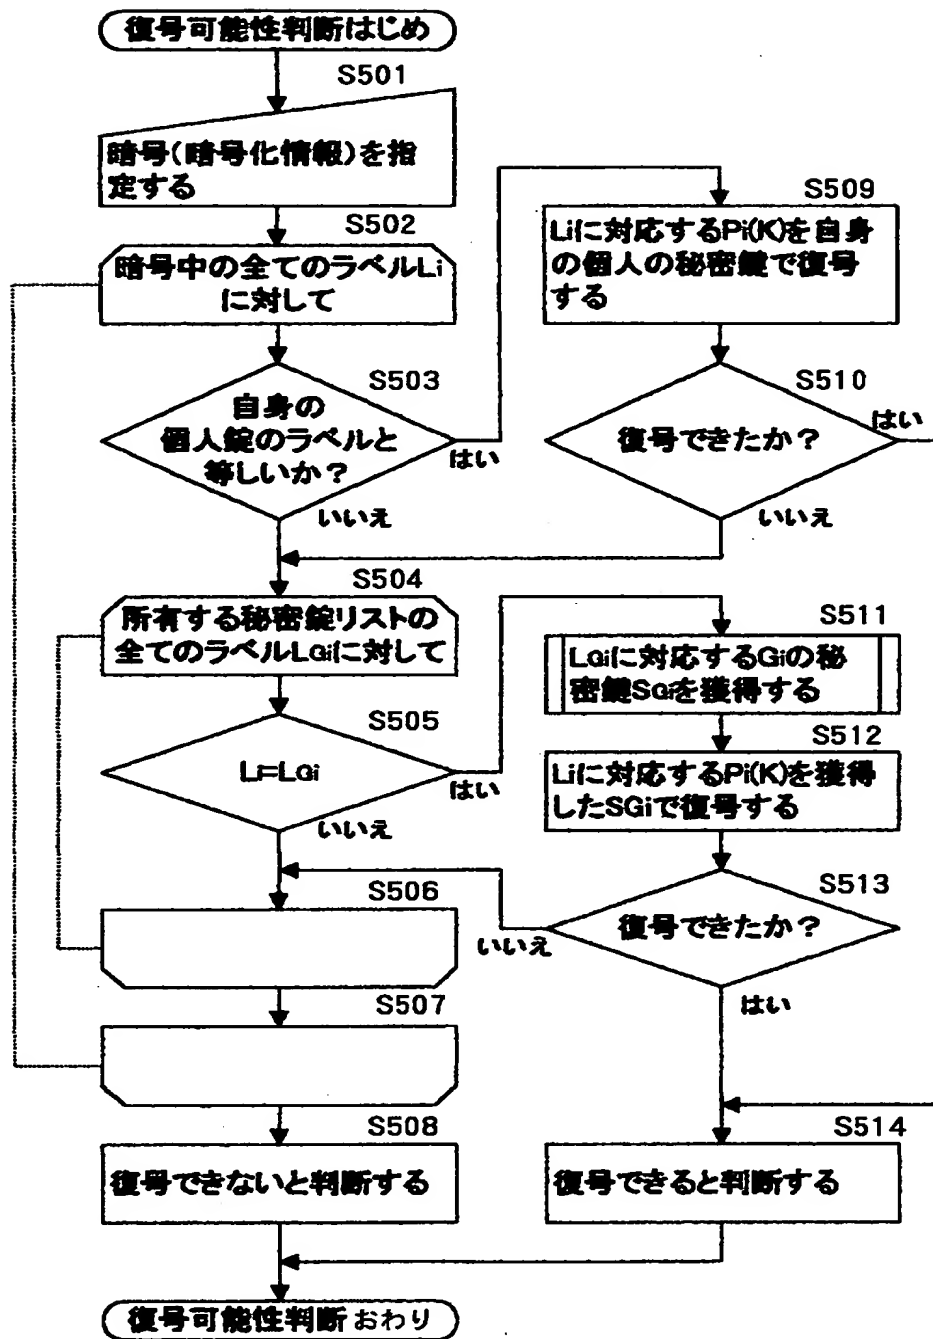 復号可能性判断はじめ
S501
暗号(暗号化情報)を指
定する
S502
暗号中の全てのラベルLi
に対して
S503
自身の
個人錠のラベルと
等しいか?
はい
いいえ
S509
Liに対応するPi(K)を自身
の個人の秘密鍵で復号
する
S510
復号できたか?
はい
いいえ
S504
所有する秘密錠リストの
全てのラベルLGiに対して
S505
Li=LGi
はい
いいえ
S511
LGiに対応するGiの秘
密鍵SGiを獲得する
S512
Liに対応するPi(K)を獲得
したSGiで復号する
S513
復号できたか?
いいえ
はい
S506
S507
S508
復号できないと判断する
S514
復号できると判断する
復号可能性判断おわり